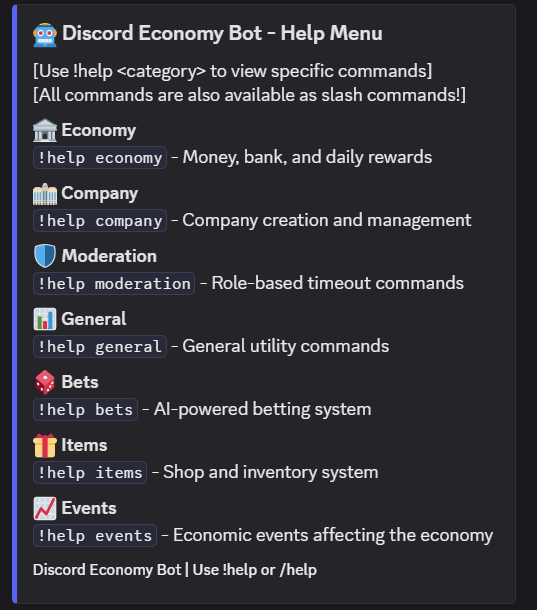 Discord Economy Bot - Help Menu
[Use !help <category> to view specific commands]
[All commands are also available as slash commands!]
Economy
!help economy - Money, bank, and daily rewards
Company
!help company - Company creation and management
Moderation
!help moderation - Role-based timeout commands
General
!help general - General utility commands
Bets
!help bets - AI-powered betting system
Items
!help items - Shop and inventory system
Events
!help events - Economic events affecting the economy
Discord Economy Bot | Use !help or /help